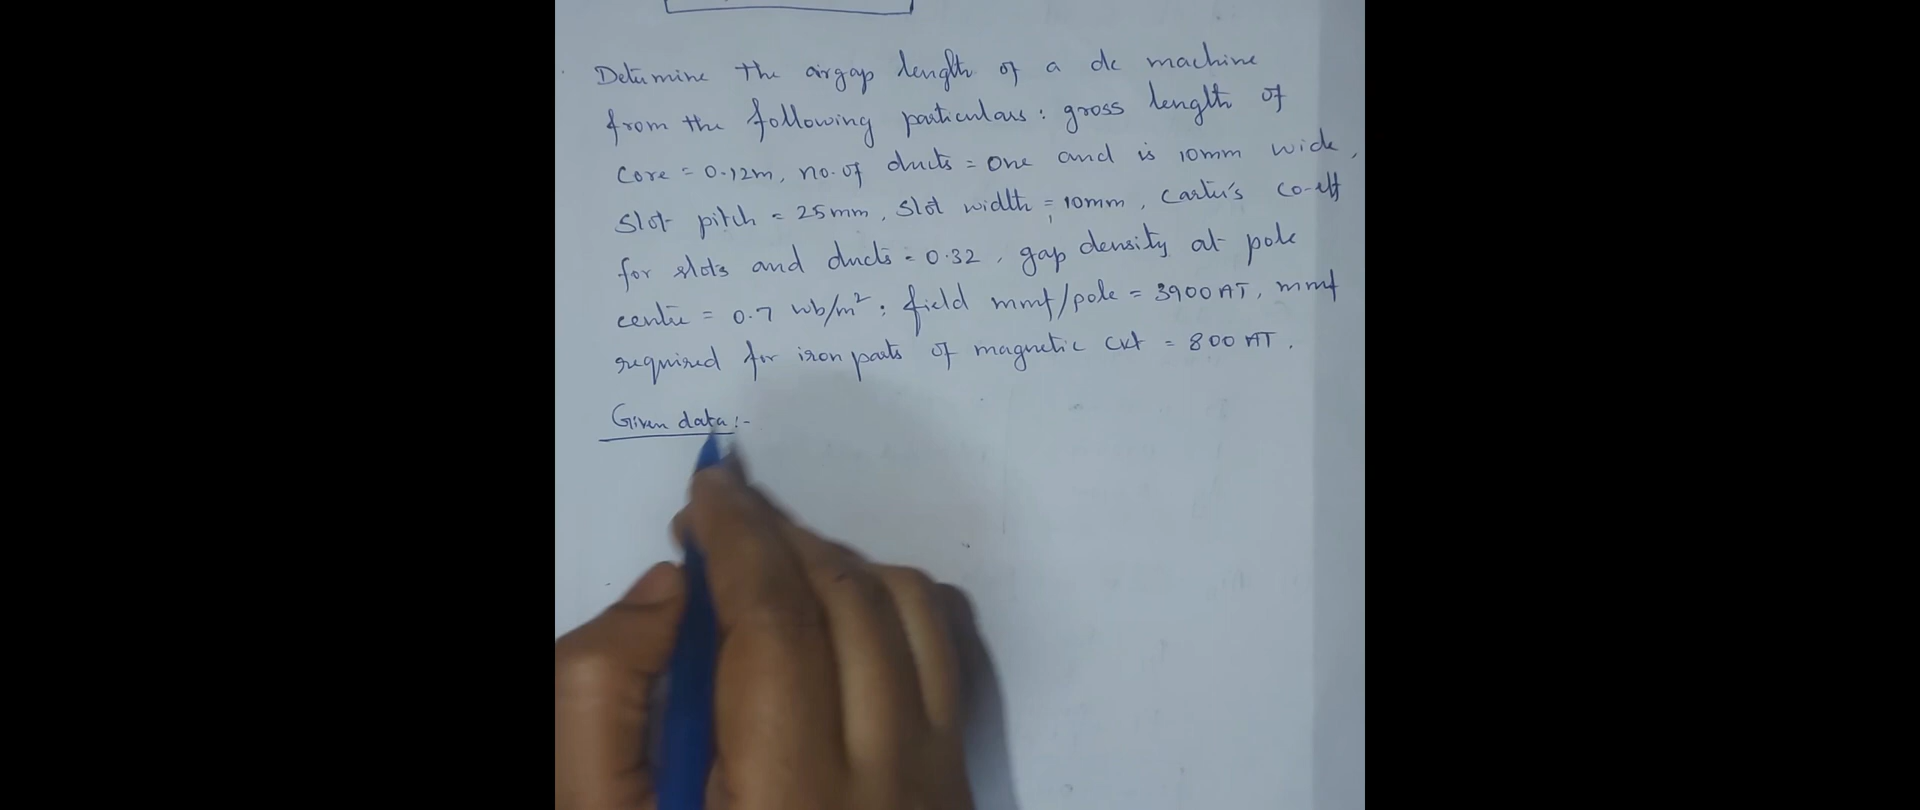 Determine the airgap length of a dc machine
from the following particulars : gross length of
core = 0.12m, no. of ducts = one and is 10mm wide,
slot pitch = 25mm, slot width = 10mm, carter's co-eff
for slots and ducts = 0.32, gap density at pole
centre = 0.7 wb/m²; field mmf/pole = 3900 AT, mmf
required for iron parts of magnetic ckt = 800 AT.
Given data :-